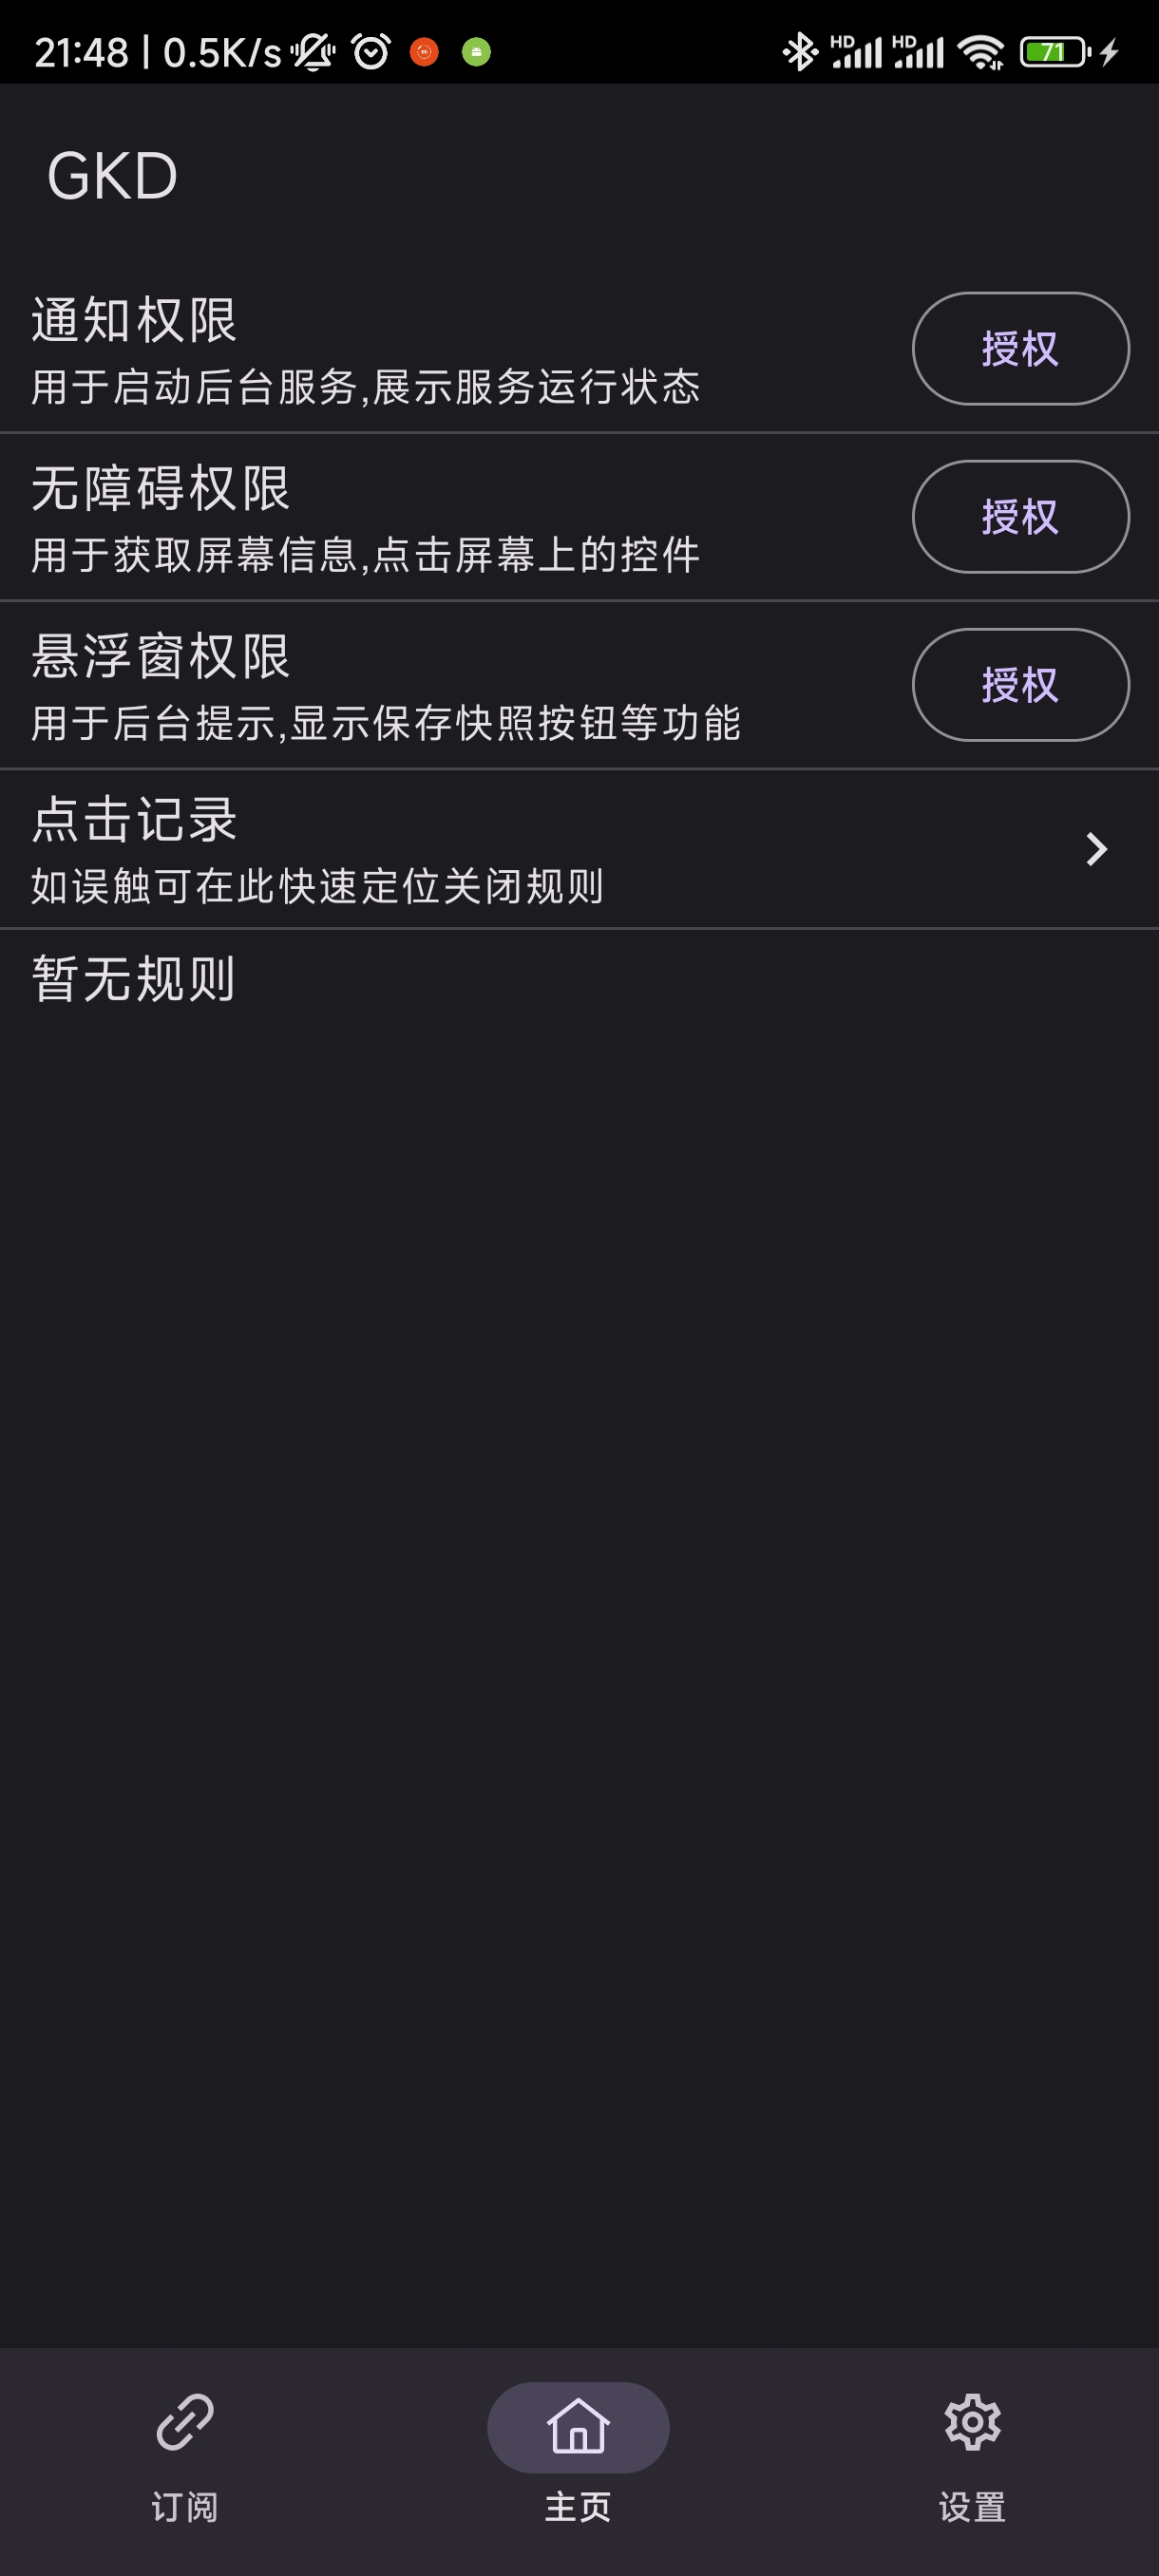 21:48 | 0.5K/s HD HD 71
GKD
通知权限
用于启动后台服务,展示服务运行状态
授权
无障碍权限
用于获取屏幕信息,点击屏幕上的控件
授权
悬浮窗权限
用于后台提示,显示保存快照按钮等功能
授权
点击记录
如误触可在此快速定位关闭规则
暂无规则
订阅
主页
设置